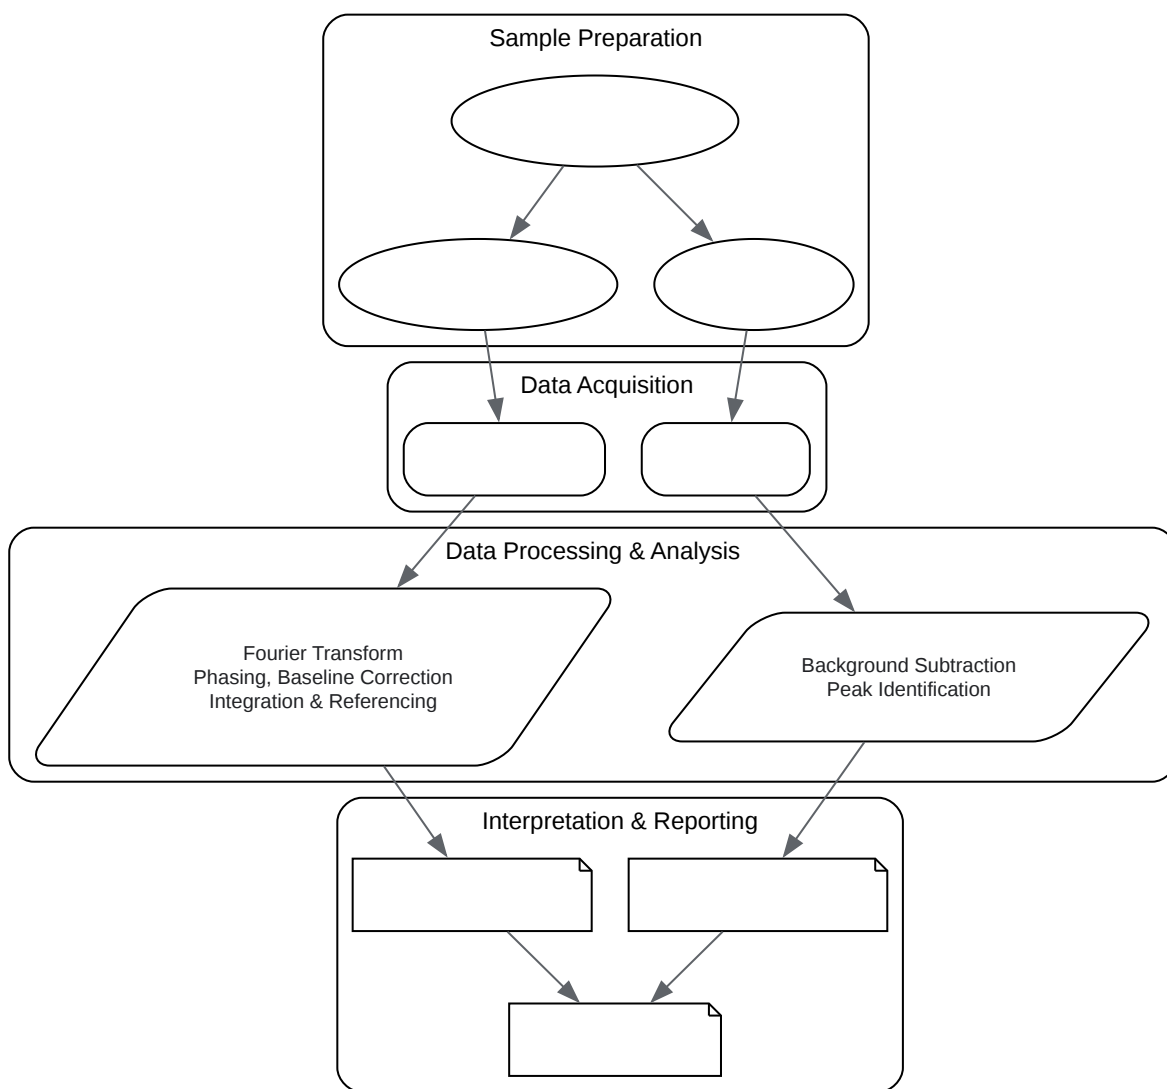 Sample Preparation
Data Acquisition
Data Processing & Analysis
Fourier Transform
Phasing, Baseline Correction
Integration & Referencing
Background Subtraction
Peak Identification
Interpretation & Reporting